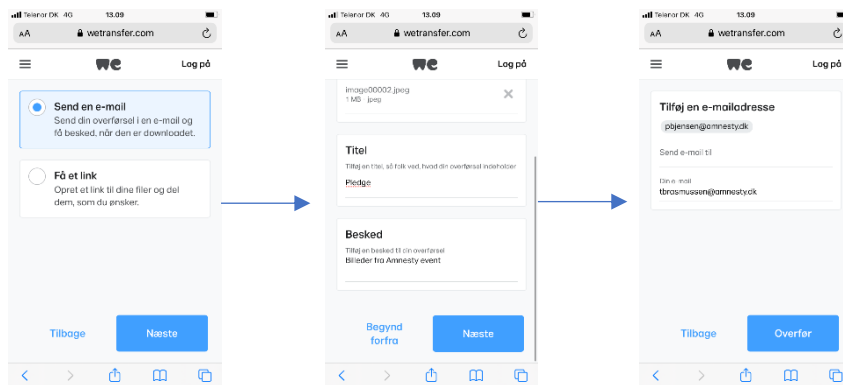 Telenor DK 4G 13.09
AA wetransfer.com
we Log på
Send en e-mail
Send din overførsel i en e-mail og
få besked, når den er downloadet.
Få et link
Opret et link til dine filer og del
dem, som du ønsker.
Tilbage Næste
Telenor DK 4G 13.09
AA wetransfer.com
we Log på
image00002.jpeg
1 MB jpeg
Titel
Tilføj en titel, så folk ved, hvad din overførsel indeholder
Pledge
Besked
Tilføj en besked til din overførsel
Billeder fra Amnesty event
Begynd
forfra
Næste
Telenor DK 4G 13.09
AA wetransfer.com
we Log på
Tilføj en e-mailadresse
pbjensen@amnesty.dk
Send e-mail til
Din e-mail
tbrasmussen@amnesty.dk
Tilbage Overfør